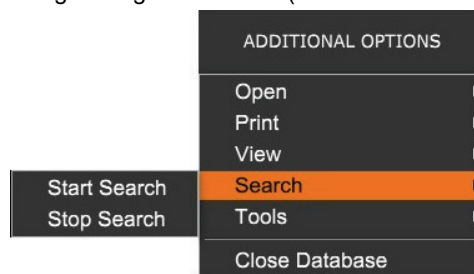 ADDITIONAL OPTIONS
Open
Print
View
Search
Start Search
Stop Search
Tools
Close Database